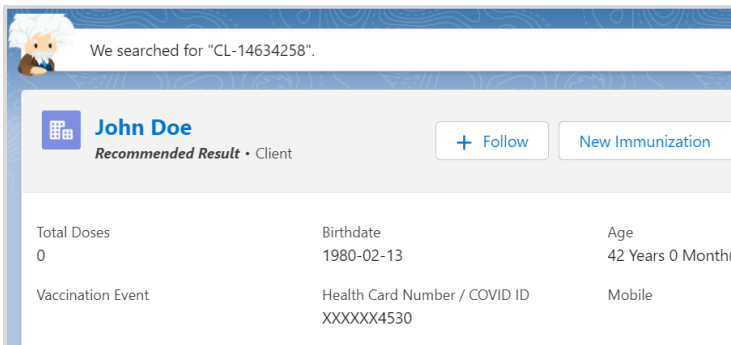 We searched for "CL-14634258".
John Doe
Recommended Result • Client
+ Follow
New Immunization
Total Doses
0
Birthdate
1980-02-13
Age
42 Years 0 Month(
Vaccination Event
Health Card Number / COVID ID
XXXXXX4530
Mobile